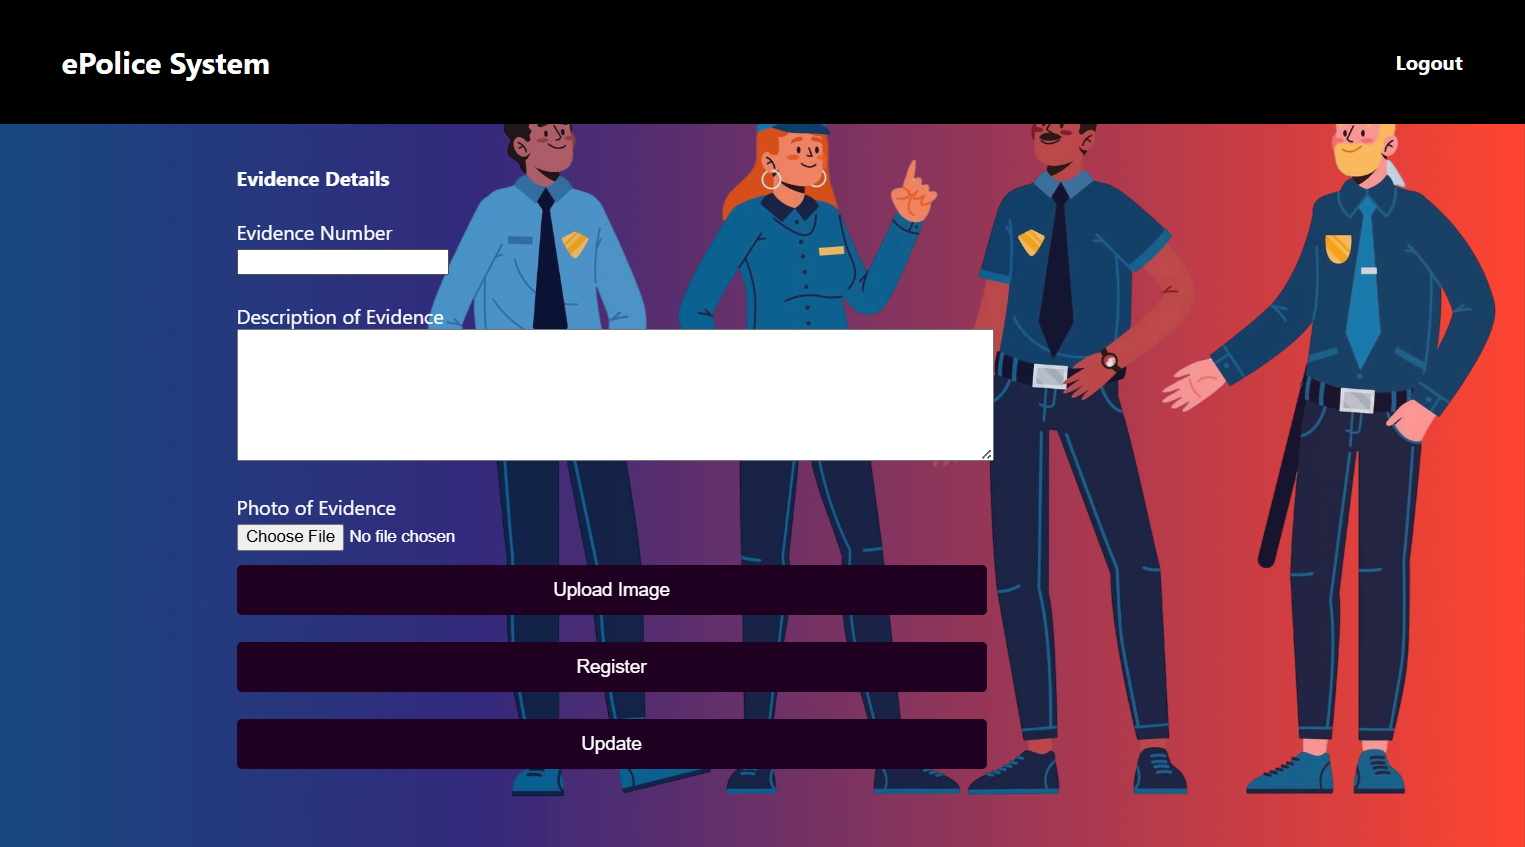 ePolice System
Logout
Evidence Details
Evidence Number
Description of Evidence
Photo of Evidence
Choose File No file chosen
Upload Image
Register
Update